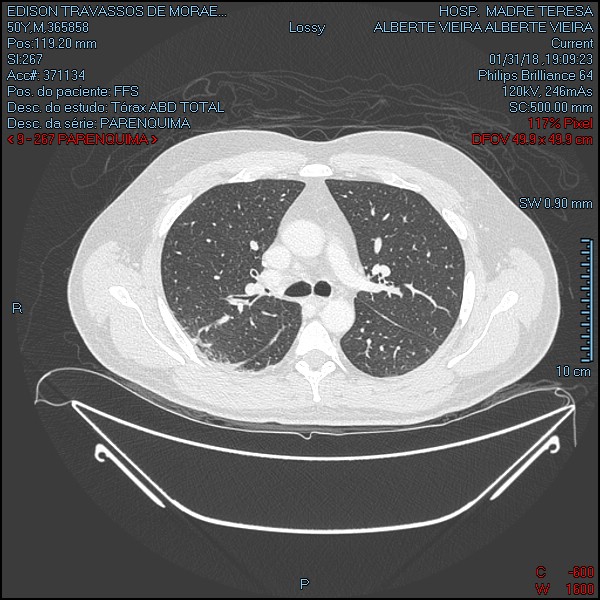 EDISON TRAVASSOS DE MORAE...
50Y,M,365858
Pos:119.20 mm
SI:267
Acc#: 371134
Pos. do paciente: FFS
Desc. do estudo: Tórax ABD TOTAL
Desc. da série: PARENQUIMA
< 9 - 267 PARENQUIMA >
Lossy
HOSP. MADRE TERESA
ALBERTE VIEIRA ALBERTE VIEIRA
Current
01/31/18 ,19:09:23
Philips Brilliance 64
120kV, 246mAs
SC:500.00 mm
117% Pixel
DFOV 49.9 x 49.9 cm
SW:0.90 mm
R
10 cm
P
C -600
W 1600